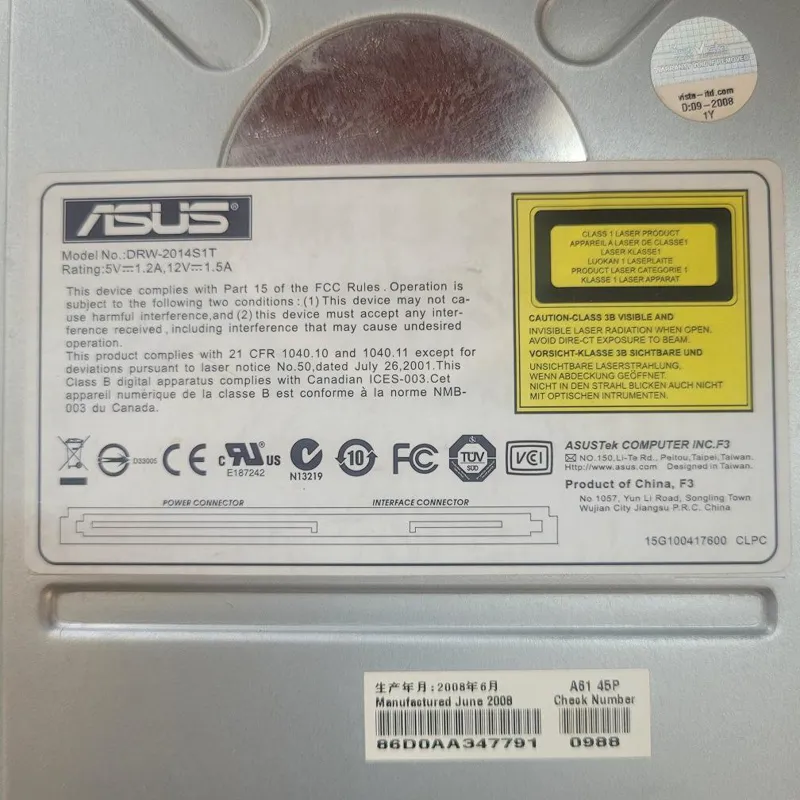 vista-itd.com
D:09-2008
1Y
ASUS®
Model No.:DRW-2014S1T
Rating:5V⎓1.2A,12V⎓1.5A
This device complies with Part 15 of the FCC Rules. Operation is
subject to the following two conditions: (1) This device may not ca-
use harmful interference,and (2) this device must accept any inter-
ference received, including interference that may cause undesired
operation.
This product complies with 21 CFR 1040.10 and 1040.11 except for
deviations pursuant to laser notice No.50,dated July 26,2001.This
Class B digital apparatus complies with Canadian ICES-003.Cet
appareil numérique de la classe B est conforme à la norme NMB-
003 du Canada.
CLASS 1 LASER PRODUCT
APPAREIL A LASER DE CLASSE1
LASER KLASSE1
LUOKAN 1 LASERLAITE
PRODUCT LASER CATEGORIE 1
KLASSE 1 LASER APPARAT
CAUTION-CLASS 3B VISIBLE AND
INVISIBLE LASER RADIATION WHEN OPEN.
AVOID DIRE-CT EXPOSURE TO BEAM.
VORSICHT-KLASSE 3B SICHTBARE UND
UNSICHTBARE LASERSTRAHLUNG.
WENN ABDECKUNG GEÖFFNET.
NICHT IN DEN STRAHL BLICKEN AUCH NICHT
MIT OPTISCHEN INSTRUMENTEN.
D33005
CE
c RU US
E187242
N13219
10
FC
TÜV
SÜD
VCI
ASUSTek COMPUTER INC.F3
NO.150,Li-Te Rd., Peitou,Taipei,Taiwan.
Http://www.asus.com Designed in Taiwan.
Product of China, F3
No 1057, Yun Li Road, Songling Town
Wujian City Jiangsu P.R.C. China
POWER CONNECTOR
INTERFACE CONNECTOR
15G100417600 CLPC
生产年月:2008年6月
Manufactured June 2008
86D0AA347791
A61 45P
Check Number
0988